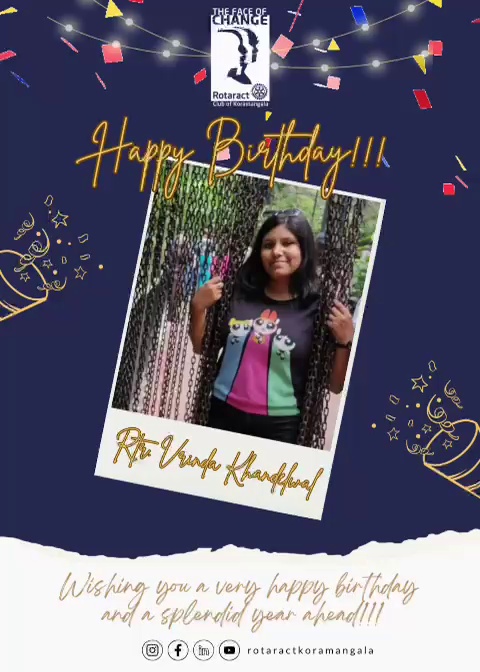 THE FACE OF
CHANGE
Rotaract
Club of Koramangala
Happy Birthday!!!
Rtr. Vrinda Khandelwal
Wishing you a very happy birthday
and a splendid year ahead!!!
rotaractkoramangala